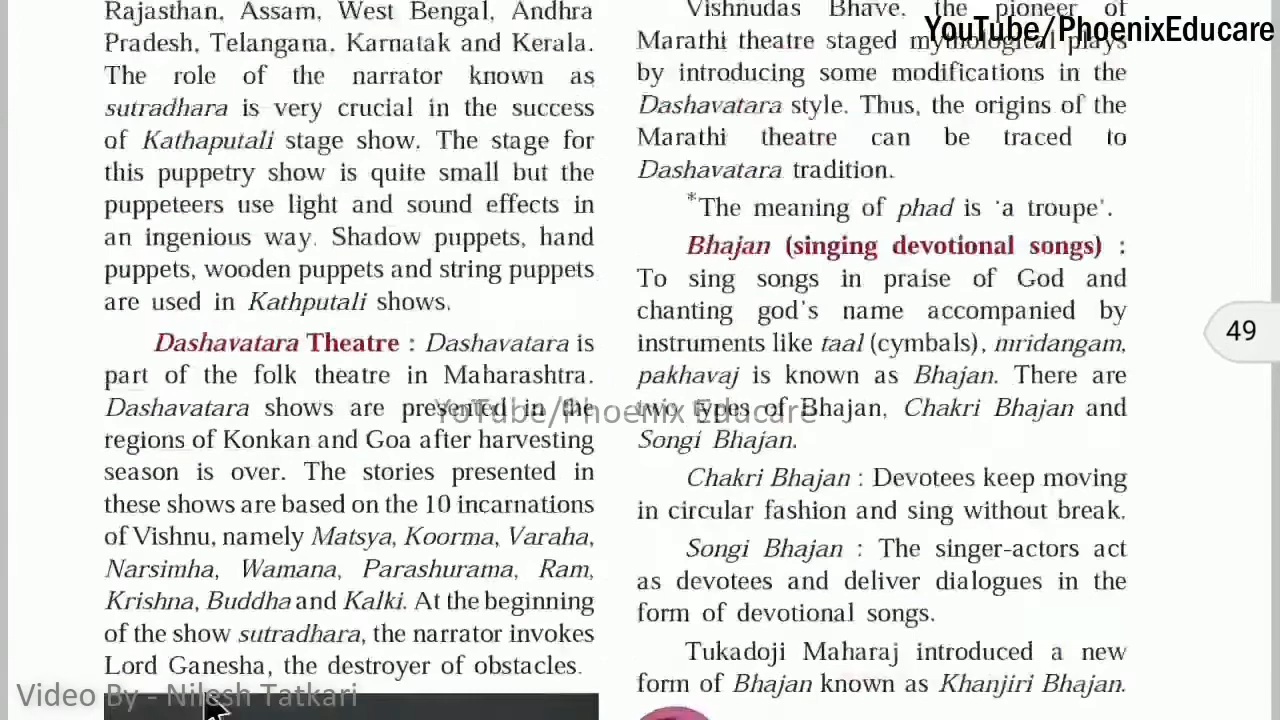 Rajasthan, Assam, West Bengal, Andhra
Pradesh, Telangana, Karnatak and Kerala.
The role of the narrator known as
sutradhara is very crucial in the success
of Kathaputali stage show. The stage for
this puppetry show is quite small but the
puppeteers use light and sound effects in
an ingenious way. Shadow puppets, hand
puppets, wooden puppets and string puppets
are used in Kathputali shows.
Dashavatara Theatre : Dashavatara is
part of the folk theatre in Maharashtra.
Dashavatara shows are presented in the
regions of Konkan and Goa after harvesting
season is over. The stories presented in
these shows are based on the 10 incarnations
of Vishnu, namely Matsya, Koorma, Varaha,
Narsimha, Wamana, Parashurama, Ram,
Krishna, Buddha and Kalki. At the beginning
of the show sutradhara, the narrator invokes
Lord Ganesha, the destroyer of obstacles.
Vishnudas Bhave, the pioneer of
Marathi theatre staged mythological plays
by introducing some modifications in the
Dashavatara style. Thus, the origins of the
Marathi theatre can be traced to
Dashavatara tradition.
*The meaning of phad is 'a troupe'.
Bhajan (singing devotional songs) :
To sing songs in praise of God and
chanting god's name accompanied by
instruments like taal (cymbals), mridangam,
pakhavaj is known as Bhajan. There are
two types of Bhajan, Chakri Bhajan and
Songi Bhajan.
Chakri Bhajan : Devotees keep moving
in circular fashion and sing without break.
Songi Bhajan : The singer-actors act
as devotees and deliver dialogues in the
form of devotional songs.
Tukadoji Maharaj introduced a new
form of Bhajan known as Khanjiri Bhajan.
YouTube/PhoenixEducare
49
YoTube/Phoenix Educare
Video By - Nilesh Tatkari